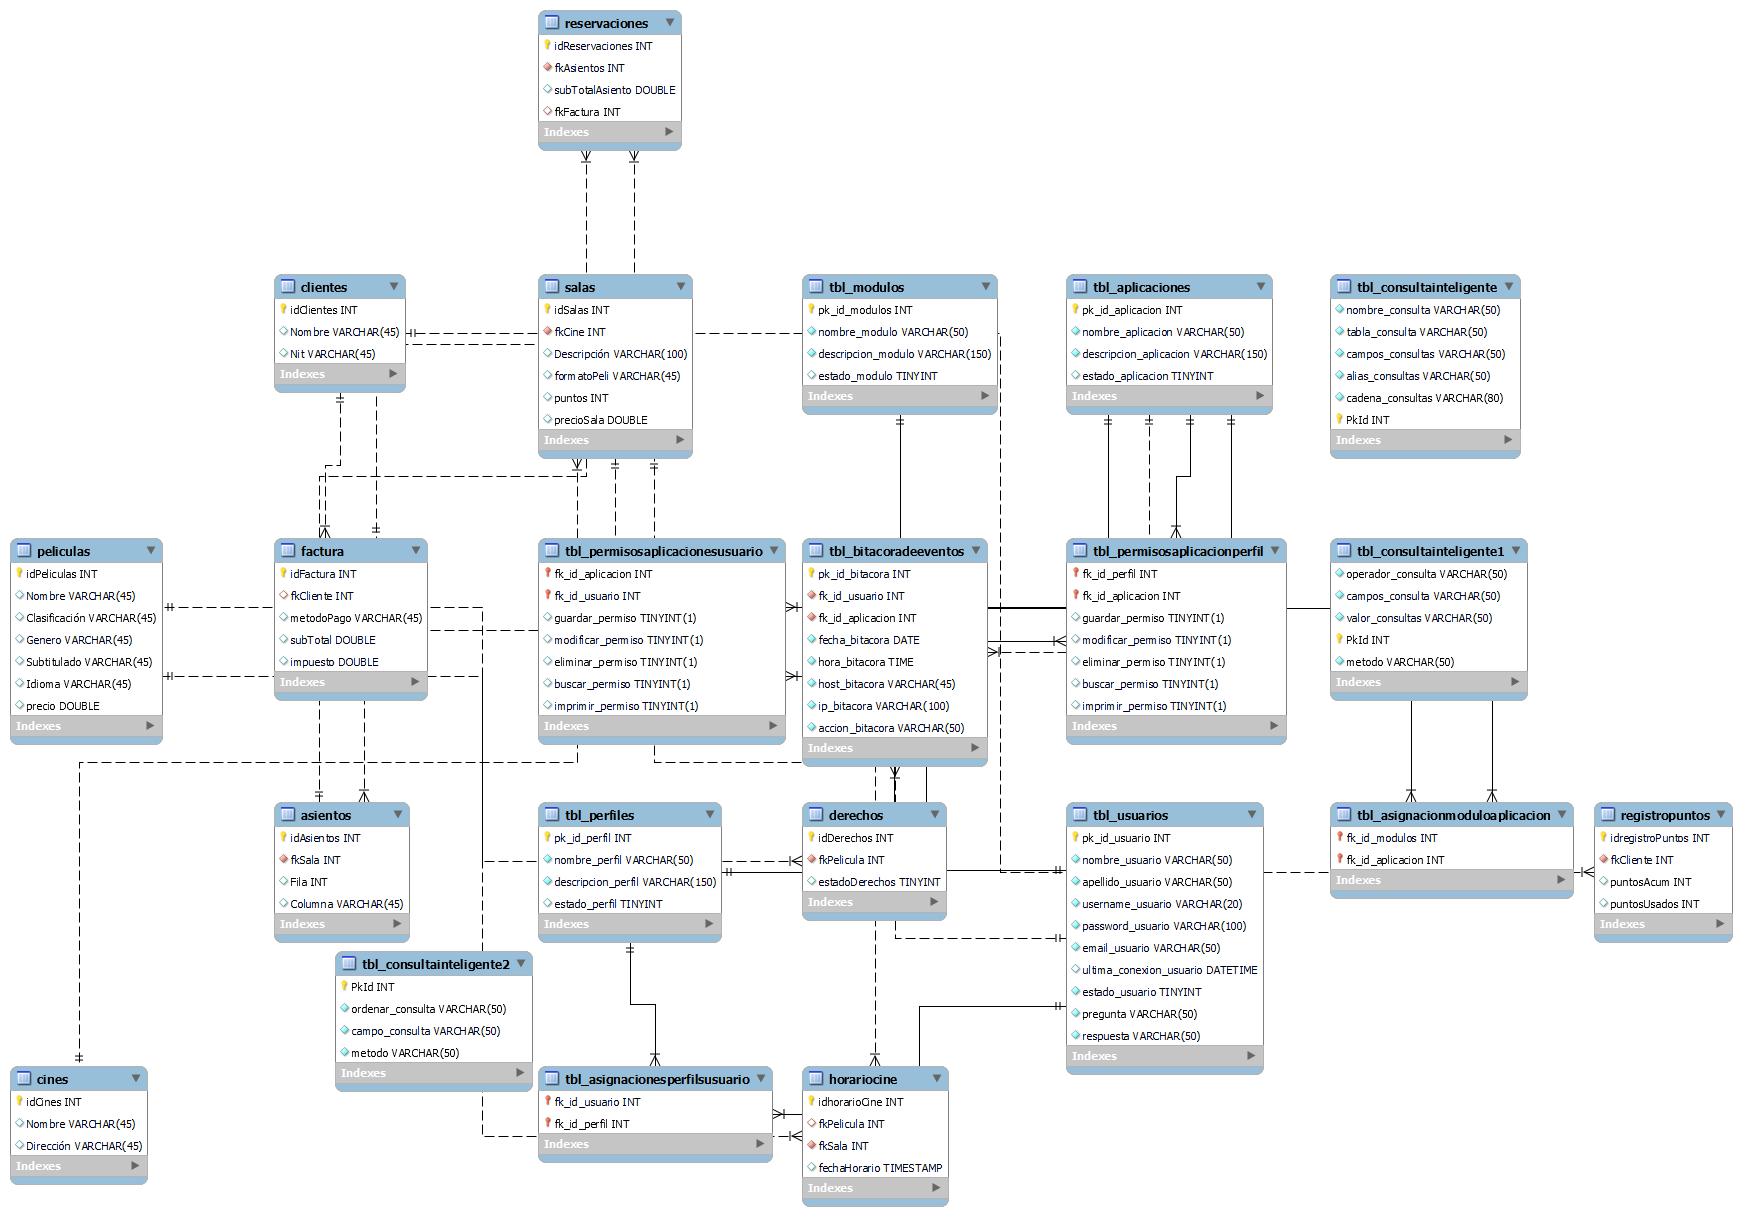 reservaciones
idReservaciones INT
fkAsientos INT
subTotalAsiento DOUBLE
fkFactura INT
Indexes
clientes
idClientes INT
Nombre VARCHAR(45)
Nit VARCHAR(45)
Indexes
salas
idSalas INT
fkCine INT
Descripción VARCHAR(100)
formatoPeli VARCHAR(45)
puntos INT
precioSala DOUBLE
Indexes
tbl_modulos
pk_id_modulos INT
nombre_modulo VARCHAR(50)
descripcion_modulo VARCHAR(150)
estado_modulo TINYINT
Indexes
tbl_aplicaciones
pk_id_aplicacion INT
nombre_aplicacion VARCHAR(50)
descripcion_aplicacion VARCHAR(150)
estado_aplicacion TINYINT
Indexes
tbl_consultainteligente
nombre_consulta VARCHAR(50)
tabla_consulta VARCHAR(50)
campos_consultas VARCHAR(50)
alias_consultas VARCHAR(50)
cadena_consultas VARCHAR(80)
PkId INT
Indexes
peliculas
idPeliculas INT
Nombre VARCHAR(45)
Clasificación VARCHAR(45)
Genero VARCHAR(45)
Subtitulado VARCHAR(45)
Idioma VARCHAR(45)
precio DOUBLE
Indexes
factura
idFactura INT
fkCliente INT
metodoPago VARCHAR(45)
subTotal DOUBLE
impuesto DOUBLE
Indexes
tbl_permisosaplicacionesusuario
fk_id_aplicacion INT
fk_id_usuario INT
guardar_permiso TINYINT(1)
modificar_permiso TINYINT(1)
eliminar_permiso TINYINT(1)
buscar_permiso TINYINT(1)
imprimir_permiso TINYINT(1)
Indexes
tbl_bitacoradeeventos
pk_id_bitacora INT
fk_id_usuario INT
fk_id_aplicacion INT
fecha_bitacora DATE
hora_bitacora TIME
host_bitacora VARCHAR(45)
ip_bitacora VARCHAR(100)
accion_bitacora VARCHAR(50)
Indexes
tbl_permisosaplicacionperfil
fk_id_perfil INT
fk_id_aplicacion INT
guardar_permiso TINYINT(1)
modificar_permiso TINYINT(1)
eliminar_permiso TINYINT(1)
buscar_permiso TINYINT(1)
imprimir_permiso TINYINT(1)
Indexes
tbl_consultainteligente1
operador_consulta VARCHAR(50)
campos_consulta VARCHAR(50)
valor_consultas VARCHAR(50)
PkId INT
metodo VARCHAR(50)
Indexes
asientos
idAsientos INT
fkSala INT
Fila INT
Columna VARCHAR(45)
Indexes
tbl_perfiles
pk_id_perfil INT
nombre_perfil VARCHAR(50)
descripcion_perfil VARCHAR(150)
estado_perfil TINYINT
Indexes
derechos
idDerechos INT
fkPelicula INT
estadoDerechos TINYINT
Indexes
tbl_usuarios
pk_id_usuario INT
nombre_usuario VARCHAR(50)
apellido_usuario VARCHAR(50)
username_usuario VARCHAR(20)
password_usuario VARCHAR(100)
email_usuario VARCHAR(50)
ultima_conexion_usuario DATETIME
estado_usuario TINYINT
pregunta VARCHAR(50)
respuesta VARCHAR(50)
Indexes
tbl_asignacionmoduloaplicacion
fk_id_modulos INT
fk_id_aplicacion INT
Indexes
registropuntos
idregistroPuntos INT
fkCliente INT
puntosAcum INT
puntosUsados INT
Indexes
tbl_consultainteligente2
PkId INT
ordenar_consulta VARCHAR(50)
campo_consulta VARCHAR(50)
metodo VARCHAR(50)
Indexes
cines
idCines INT
Nombre VARCHAR(45)
Dirección VARCHAR(45)
Indexes
tbl_asignacionesperfilsusuario
fk_id_usuario INT
fk_id_perfil INT
Indexes
horariocine
idhorarioCine INT
fkPelicula INT
fkSala INT
fechaHorario TIMESTAMP
Indexes